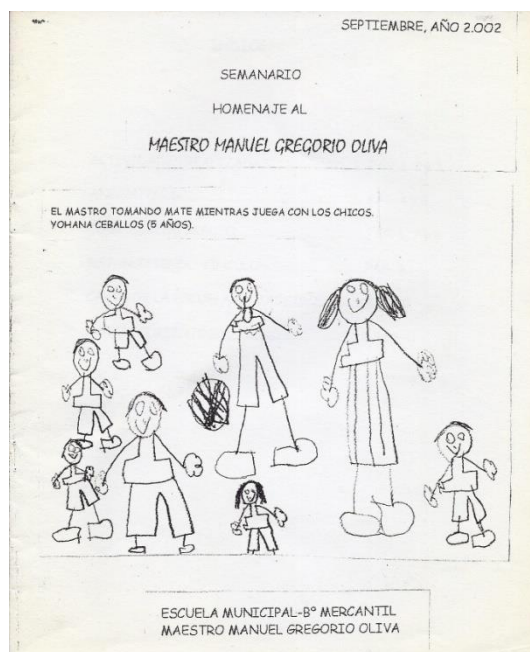 SEPTIEMBRE, AÑO 2.002
SEMANARIO
HOMENAJE AL
MAESTRO MANUEL GREGORIO OLIVA
EL MASTRO TOMANDO MATE MIENTRAS JUEGA CON LOS CHICOS.
YOHANA CEBALLOS (5 AÑOS).
ESCUELA MUNICIPAL-Bº MERCANTIL
MAESTRO MANUEL GREGORIO OLIVA